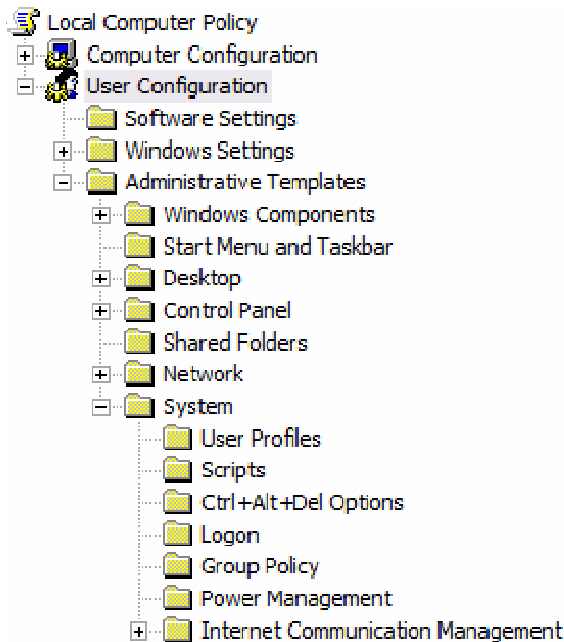 Local Computer Policy
Computer Configuration
User Configuration
Software Settings
Windows Settings
Administrative Templates
Windows Components
Start Menu and Taskbar
Desktop
Control Panel
Shared Folders
Network
System
User Profiles
Scripts
Ctrl+Alt+Del Options
Logon
Group Policy
Power Management
Internet Communication Management